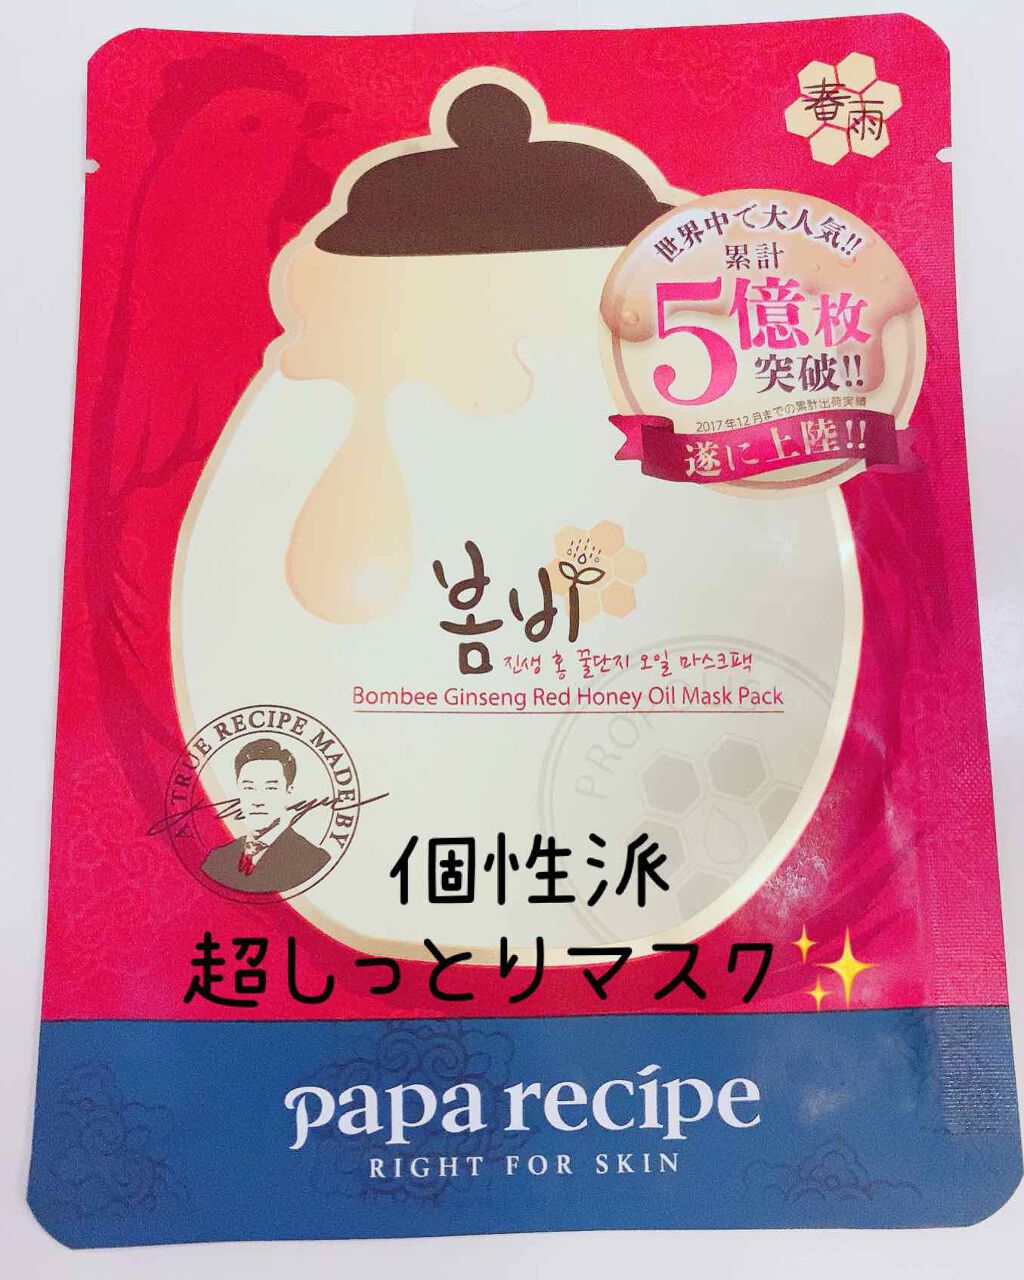 春雨
世界中で大人気!!
累計
5億枚
突破!!
2017年12月までの累計出荷実績
遂に上陸!!
봄비
진생 홍 꿀단지 오일 마스크팩
Bombee Ginseng Red Honey Oil Mask Pack
PROPOLIS
A TRUE RECIPE MADE BY
個性派
超しっとりマスク✨
papa recipe
RIGHT FOR SKIN